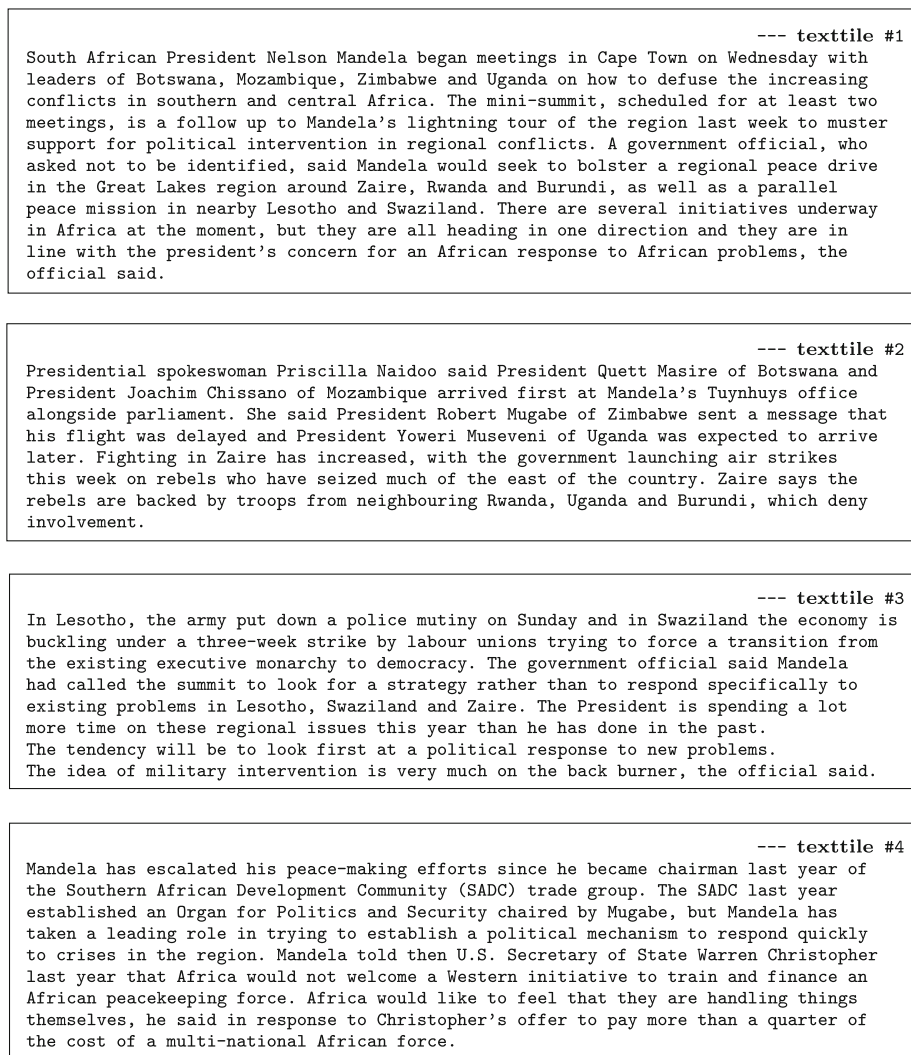 --- texttile #1
South African President Nelson Mandela began meetings in Cape Town on Wednesday with
leaders of Botswana, Mozambique, Zimbabwe and Uganda on how to defuse the increasing
conflicts in southern and central Africa. The mini-summit, scheduled for at least two
meetings, is a follow up to Mandela's lightning tour of the region last week to muster
support for political intervention in regional conflicts. A government official, who
asked not to be identified, said Mandela would seek to bolster a regional peace drive
in the Great Lakes region around Zaire, Rwanda and Burundi, as well as a parallel
peace mission in nearby Lesotho and Swaziland. There are several initiatives underway
in Africa at the moment, but they are all heading in one direction and they are in
line with the president's concern for an African response to African problems, the
official said.
--- texttile #2
Presidential spokeswoman Priscilla Naidoo said President Quett Masire of Botswana and
President Joachim Chissano of Mozambique arrived first at Mandela's Tuynhuys office
alongside parliament. She said President Robert Mugabe of Zimbabwe sent a message that
his flight was delayed and President Yoweri Museveni of Uganda was expected to arrive
later. Fighting in Zaire has increased, with the government launching air strikes
this week on rebels who have seized much of the east of the country. Zaire says the
rebels are backed by troops from neighbouring Rwanda, Uganda and Burundi, which deny
involvement.
--- texttile #3
In Lesotho, the army put down a police mutiny on Sunday and in Swaziland the economy is
buckling under a three-week strike by labour unions trying to force a transition from
the existing executive monarchy to democracy. The government official said Mandela
had called the summit to look for a strategy rather than to respond specifically to
existing problems in Lesotho, Swaziland and Zaire. The President is spending a lot
more time on these regional issues this year than he has done in the past.
The tendency will be to look first at a political response to new problems.
The idea of military intervention is very much on the back burner, the official said.
--- texttile #4
Mandela has escalated his peace-making efforts since he became chairman last year of
the Southern African Development Community (SADC) trade group. The SADC last year
established an Organ for Politics and Security chaired by Mugabe, but Mandela has
taken a leading role in trying to establish a political mechanism to respond quickly
to crises in the region. Mandela told then U.S. Secretary of State Warren Christopher
last year that Africa would not welcome a Western initiative to train and finance an
African peacekeeping force. Africa would like to feel that they are handling things
themselves, he said in response to Christopher's offer to pay more than a quarter of
the cost of a multi-national African force.